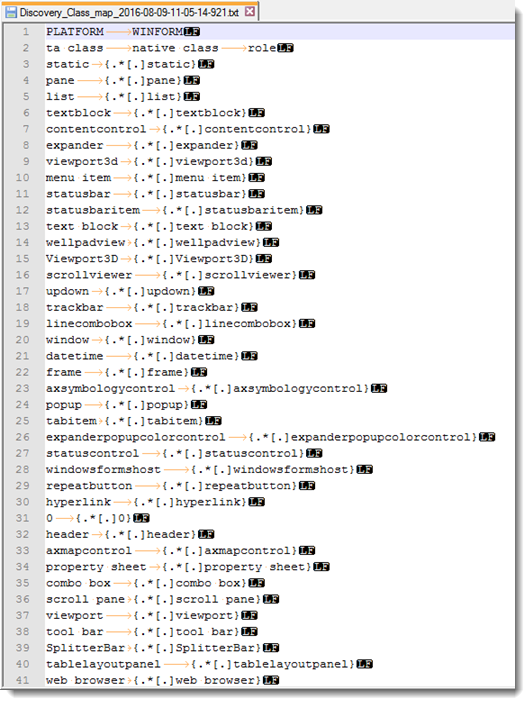 Discovery_Class_map_2016-08-09-11-05-14-921.txt
1 PLATFORM→WINFORMLF
2 ta class→native class→roleLF
3 static→{.*[.]static}LF
4 pane→{.*[.]pane}LF
5 list→{.*[.]list}LF
6 textblock→{.*[.]textblock}LF
7 contentcontrol→{.*[.]contentcontrol}LF
8 expander→{.*[.]expander}LF
9 viewport3d→{.*[.]viewport3d}LF
10 menu item→{.*[.]menu item}LF
11 statusbar→{.*[.]statusbar}LF
12 statusbaritem→{.*[.]statusbaritem}LF
13 text block→{.*[.]text block}LF
14 wellpadview→{.*[.]wellpadview}LF
15 Viewport3D→{.*[.]Viewport3D}LF
16 scrollviewer→{.*[.]scrollviewer}LF
17 updown→{.*[.]updown}LF
18 trackbar→{.*[.]trackbar}LF
19 linecombobox→{.*[.]linecombobox}LF
20 window→{.*[.]window}LF
21 datetime→{.*[.]datetime}LF
22 frame→{.*[.]frame}LF
23 axsymbologycontrol→{.*[.]axsymbologycontrol}LF
24 popup→{.*[.]popup}LF
25 tabitem→{.*[.]tabitem}LF
26 expanderpopupcolorcontrol→{.*[.]expanderpopupcolorcontrol}LF
27 statuscontrol→{.*[.]statuscontrol}LF
28 windowsformshost→{.*[.]windowsformshost}LF
29 repeatbutton→{.*[.]repeatbutton}LF
30 hyperlink→{.*[.]hyperlink}LF
31 0→{.*[.]0}LF
32 header→{.*[.]header}LF
33 axmapcontrol→{.*[.]axmapcontrol}LF
34 property sheet→{.*[.]property sheet}LF
35 combo box→{.*[.]combo box}LF
36 scroll pane→{.*[.]scroll pane}LF
37 viewport→{.*[.]viewport}LF
38 tool bar→{.*[.]tool bar}LF
39 SplitterBar→{.*[.]SplitterBar}LF
40 tablelayoutpanel→{.*[.]tablelayoutpanel}LF
41 web browser→{.*[.]web browser}LF